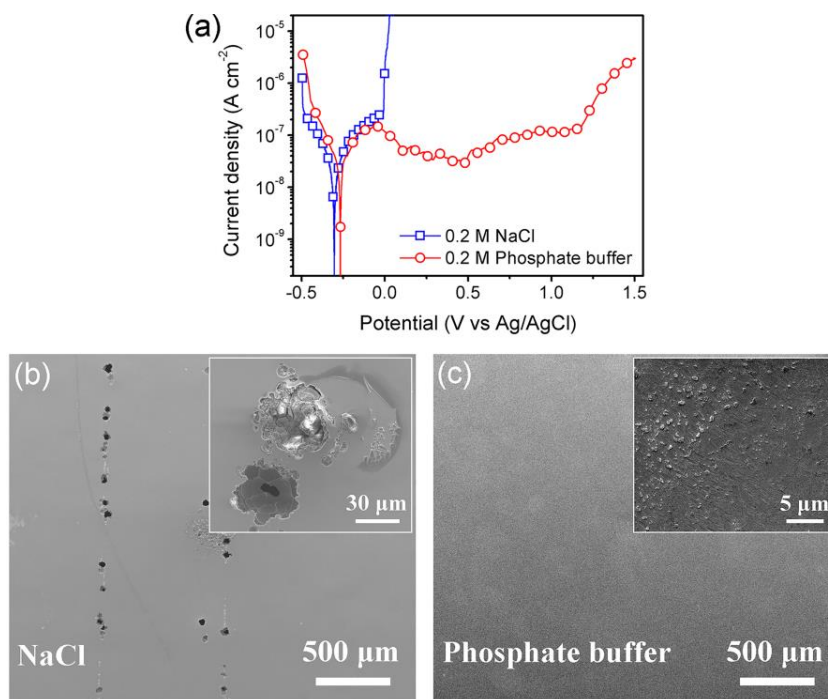 (a)
10⁻⁵
10⁻⁶
10⁻⁷
10⁻⁸
10⁻⁹
Current density (A cm⁻²)
0.2 M NaCl
0.2 M Phosphate buffer
-0.5 0.0 0.5 1.0 1.5
Potential (V vs Ag/AgCl)
(b)
30 μm
NaCl
500 μm
(c)
5 μm
Phosphate buffer
500 μm